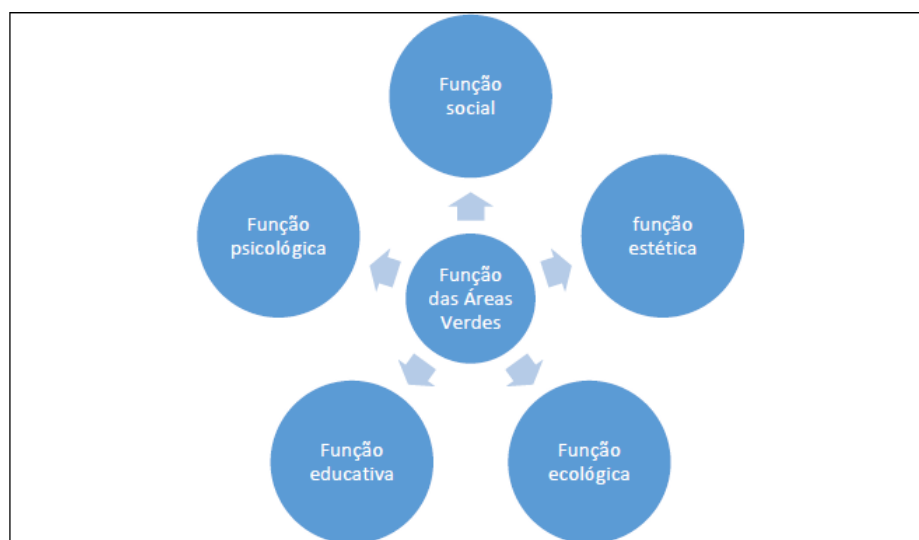 Função
social
Função
psicológica
função
estética
Função
das Áreas
Verdes
Função
educativa
Função
ecológica